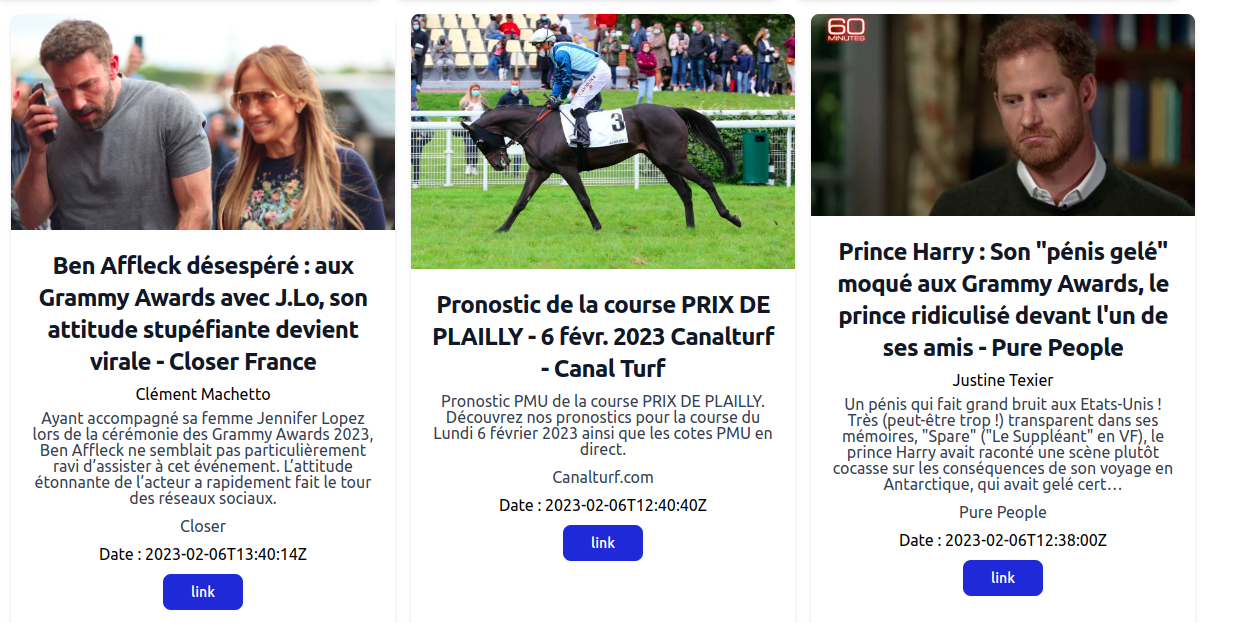 Ben Affleck désespéré : aux
Grammy Awards avec J.Lo, son
attitude stupéfiante devient
virale - Closer France
Clément Machetto
Ayant accompagné sa femme Jennifer Lopez
lors de la cérémonie des Grammy Awards 2023,
Ben Affleck ne semblait pas particulièrement
ravi d’assister à cet événement. L’attitude
étonnante de l’acteur a rapidement fait le tour
des réseaux sociaux.
Closer
Date : 2023-02-06T13:40:14Z
link
3
Pronostic de la course PRIX DE
PLAILLY - 6 févr. 2023 Canalturf
- Canal Turf
Pronostic PMU de la course PRIX DE PLAILLY.
Découvrez nos pronostics pour la course du
Lundi 6 février 2023 ainsi que les cotes PMU en
direct.
Canalturf.com
Date : 2023-02-06T12:40:40Z
link
60
MINUTES
Prince Harry : Son "pénis gelé"
moqué aux Grammy Awards, le
prince ridiculisé devant l'un de
ses amis - Pure People
Justine Texier
Un pénis qui fait grand bruit aux Etats-Unis !
Très (peut-être trop !) transparent dans ses
mémoires, "Spare" ("Le Suppléant" en VF), le
prince Harry avait raconté une scène plutôt
cocasse sur les conséquences de son voyage en
Antarctique, qui avait gelé cert…
Pure People
Date : 2023-02-06T12:38:00Z
link